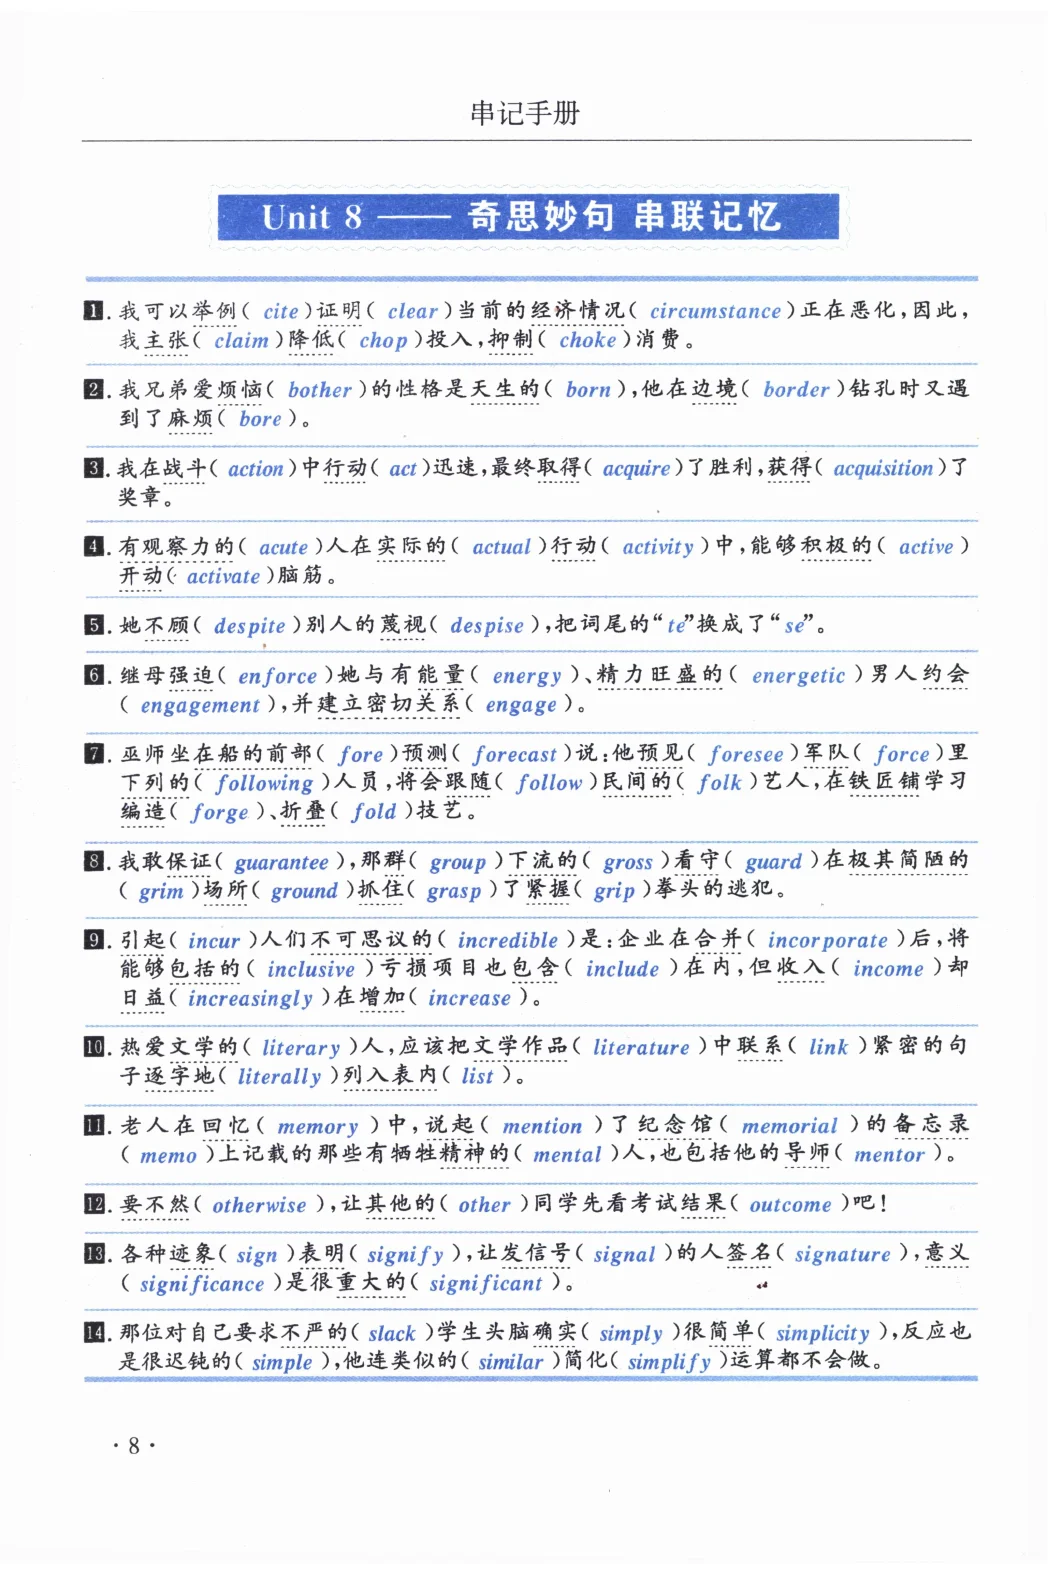 串记手册
Unit 8 —— 奇思妙句 串联记忆
1. 我可以举例( cite )证明( clear )当前的经济情况( circumstance )正在恶化,因此,
我主张( claim )降低( chop )投入,抑制( choke )消费。
2. 我兄弟爱烦恼( bother )的性格是天生的( born ),他在边境( border )钻孔时又遇
到了麻烦( bore )。
3. 我在战斗( action )中行动( act )迅速,最终取得( acquire )了胜利,获得( acquisition )了
奖章。
4. 有观察力的( acute )人在实际的( actual )行动( activity )中,能够积极的( active )
开动( activate )脑筋。
5. 她不顾( despite )别人的蔑视( despise ),把词尾的“te”换成了“se”。
6. 继母强迫( enforce )她与有能量( energy )、精力旺盛的( energetic )男人约会
( engagement ),并建立密切关系( engage )。
7. 巫师坐在船的前部( fore )预测( forecast )说:他预见( foresee )军队( force )里
下列的( following )人员,将会跟随( follow )民间的( folk )艺人,在铁匠铺学习
编造( forge )、折叠( fold )技艺。
8. 我敢保证( guarantee ),那群( group )下流的( gross )看守( guard )在极其简陋的
( grim )场所( ground )抓住( grasp )了紧握( grip )拳头的逃犯。
9. 引起( incur )人们不可思议的( incredible )是:企业在合并( incorporate )后,将
能够包括的( inclusive )亏损项目也包含( include )在内,但收入( income )却
日益( increasingly )在增加( increase )。
10. 热爱文学的( literary )人,应该把文学作品( literature )中联系( link )紧密的句
子逐字地( literally )列入表内( list )。
11. 老人在回忆( memory )中,说起( mention )了纪念馆( memorial )的备忘录
( memo )上记载的那些有牺牲精神的( mental )人,也包括他的导师( mentor )。
12. 要不然( otherwise ),让其他的( other )同学先看考试结果( outcome )吧!
13. 各种迹象( sign )表明( signify ),让发信号( signal )的人签名( signature ),意义
( significance )是很重大的( significant )。
14. 那位对自己要求不严的( slack )学生头脑确实( simply )很简单( simplicity ),反应也
是很迟钝的( simple ),他连类似的( similar )简化( simplify )运算都不会做。
· 8 ·